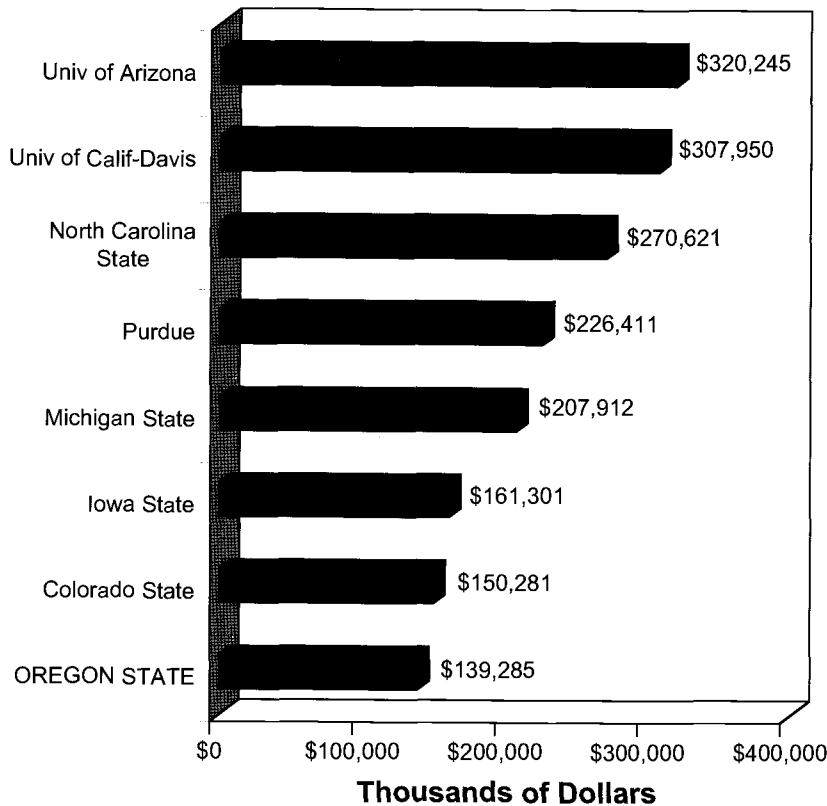 Univ of Arizona $320,245
Univ of Calif-Davis $307,950
North Carolina
State $270,621
Purdue $226,411
Michigan State $207,912
Iowa State $161,301
Colorado State $150,281
OREGON STATE $139,285
$0 $100,000 $200,000 $300,000 $400,000
Thousands of Dollars